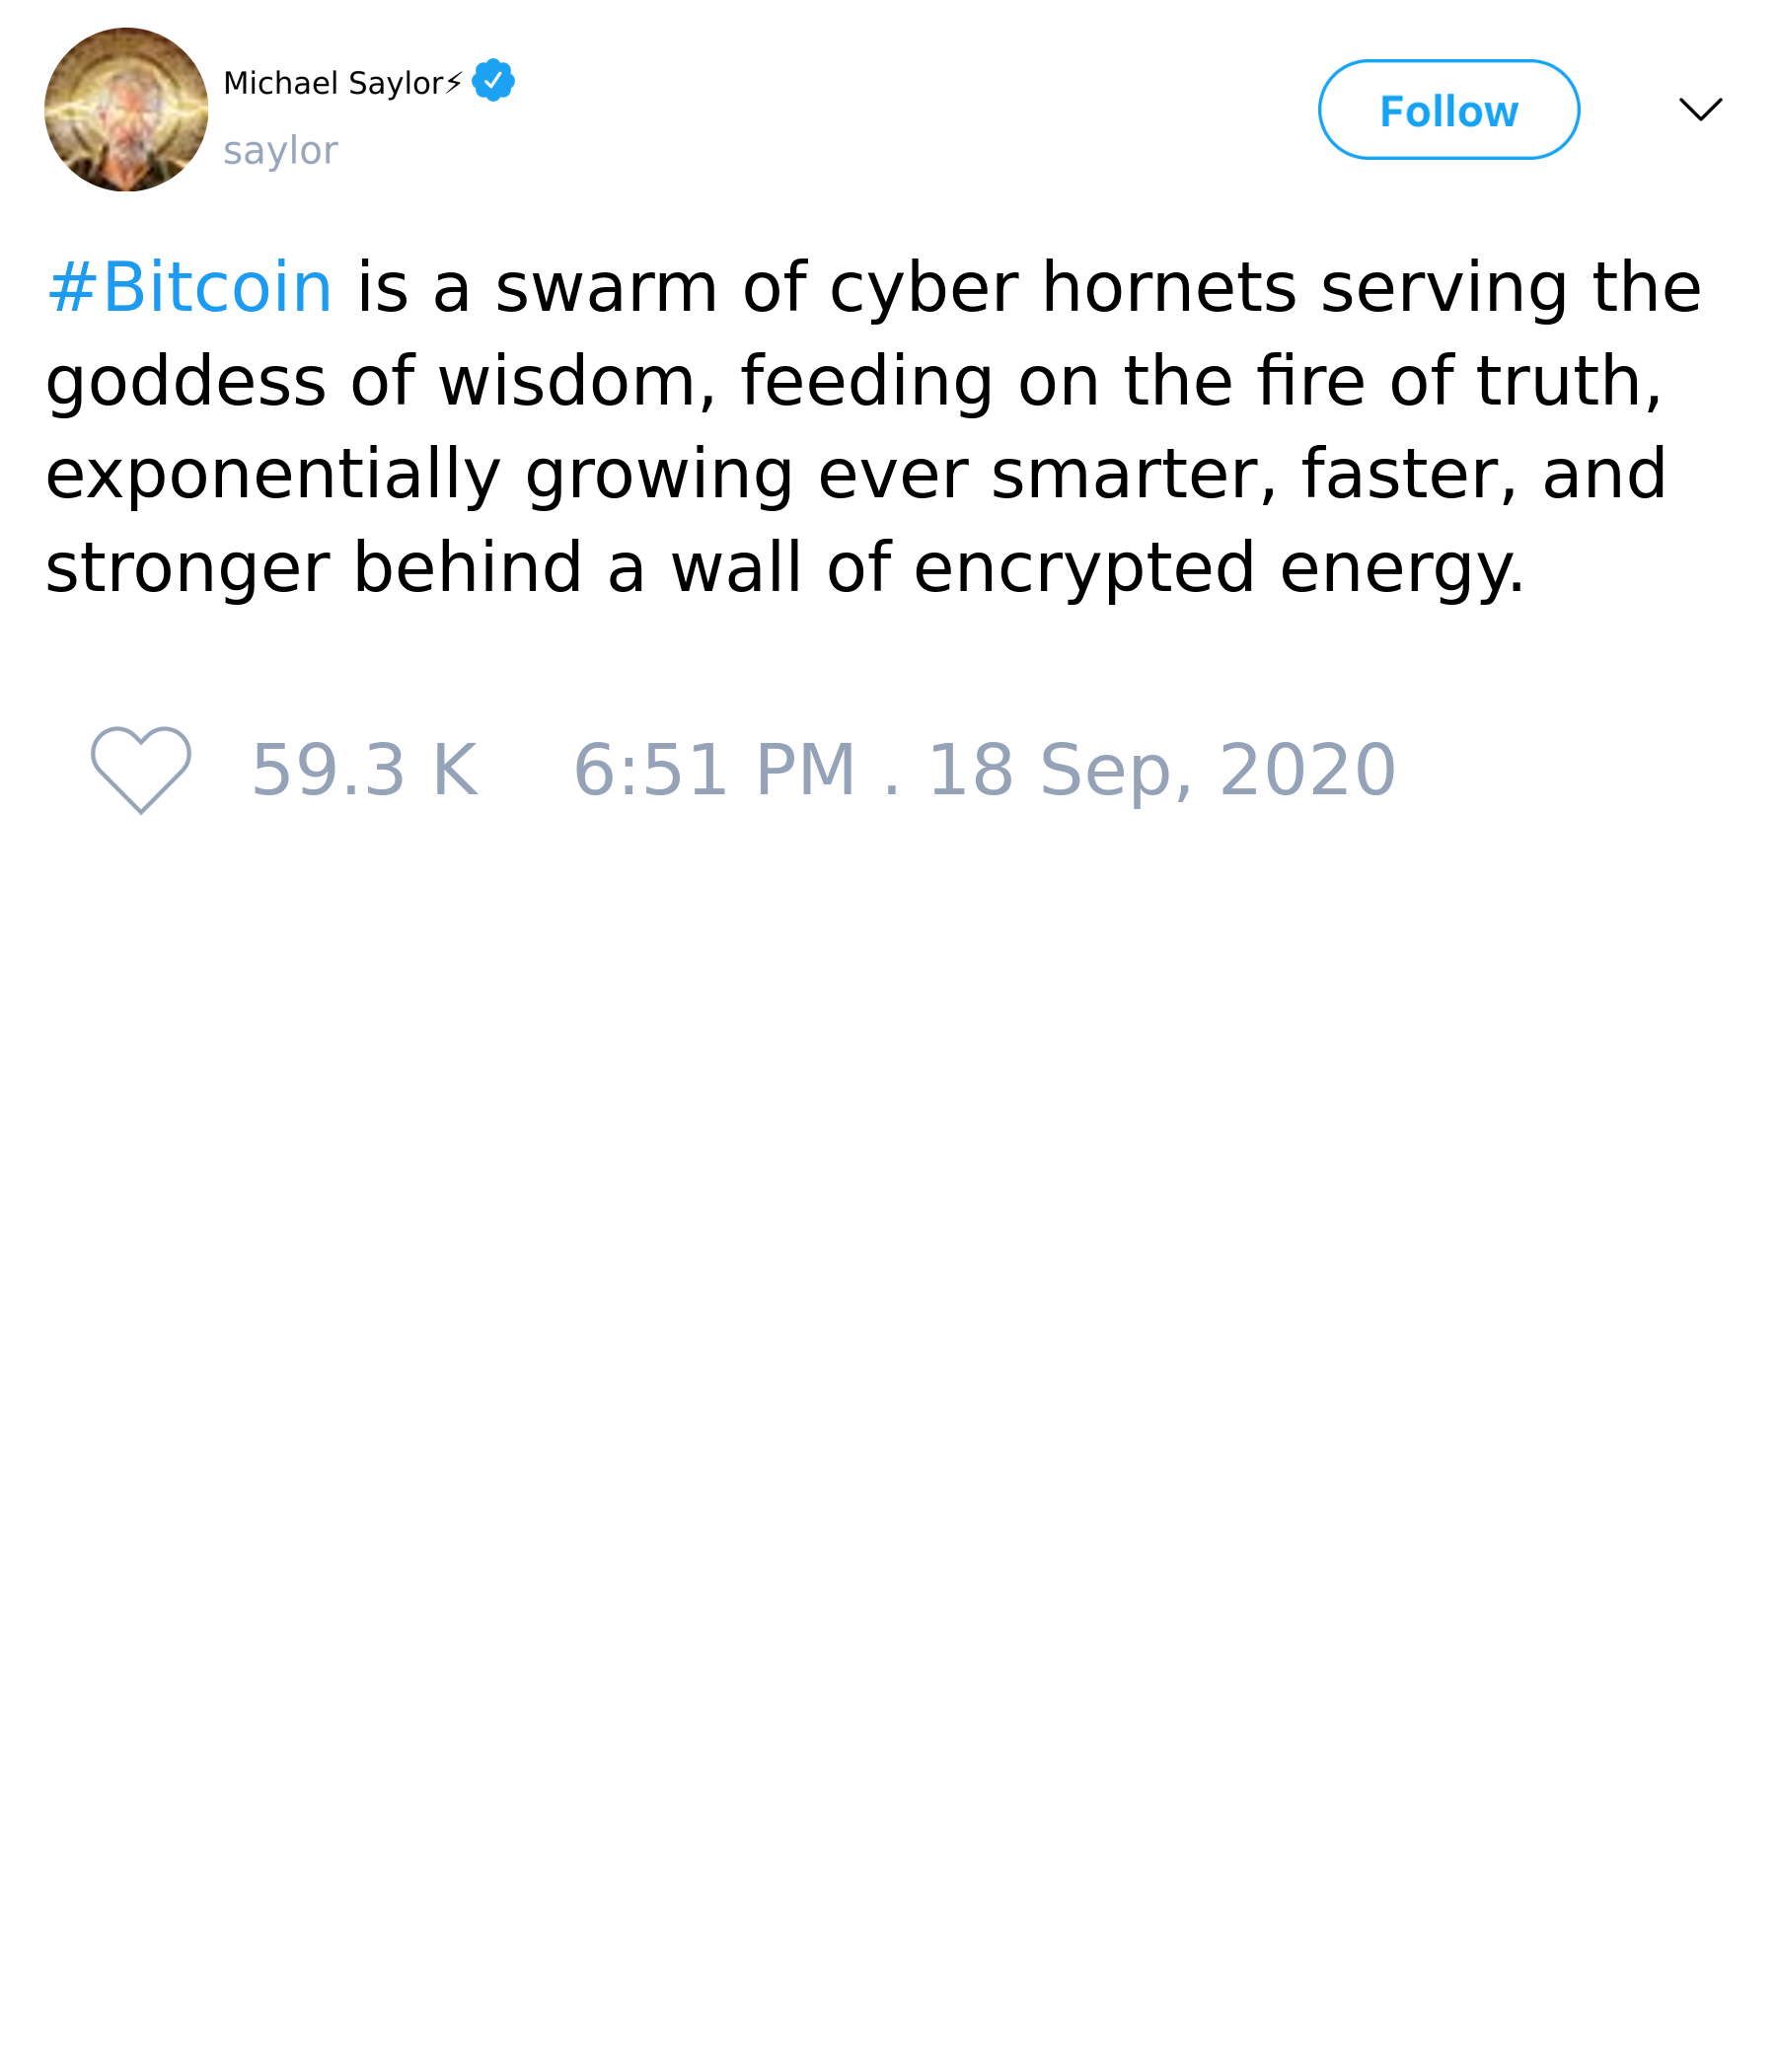 Michael Saylor⚡
saylor
Follow
#Bitcoin is a swarm of cyber hornets serving the
goddess of wisdom, feeding on the fire of truth,
exponentially growing ever smarter, faster, and
stronger behind a wall of encrypted energy.
59.3 K 6:51 PM . 18 Sep, 2020